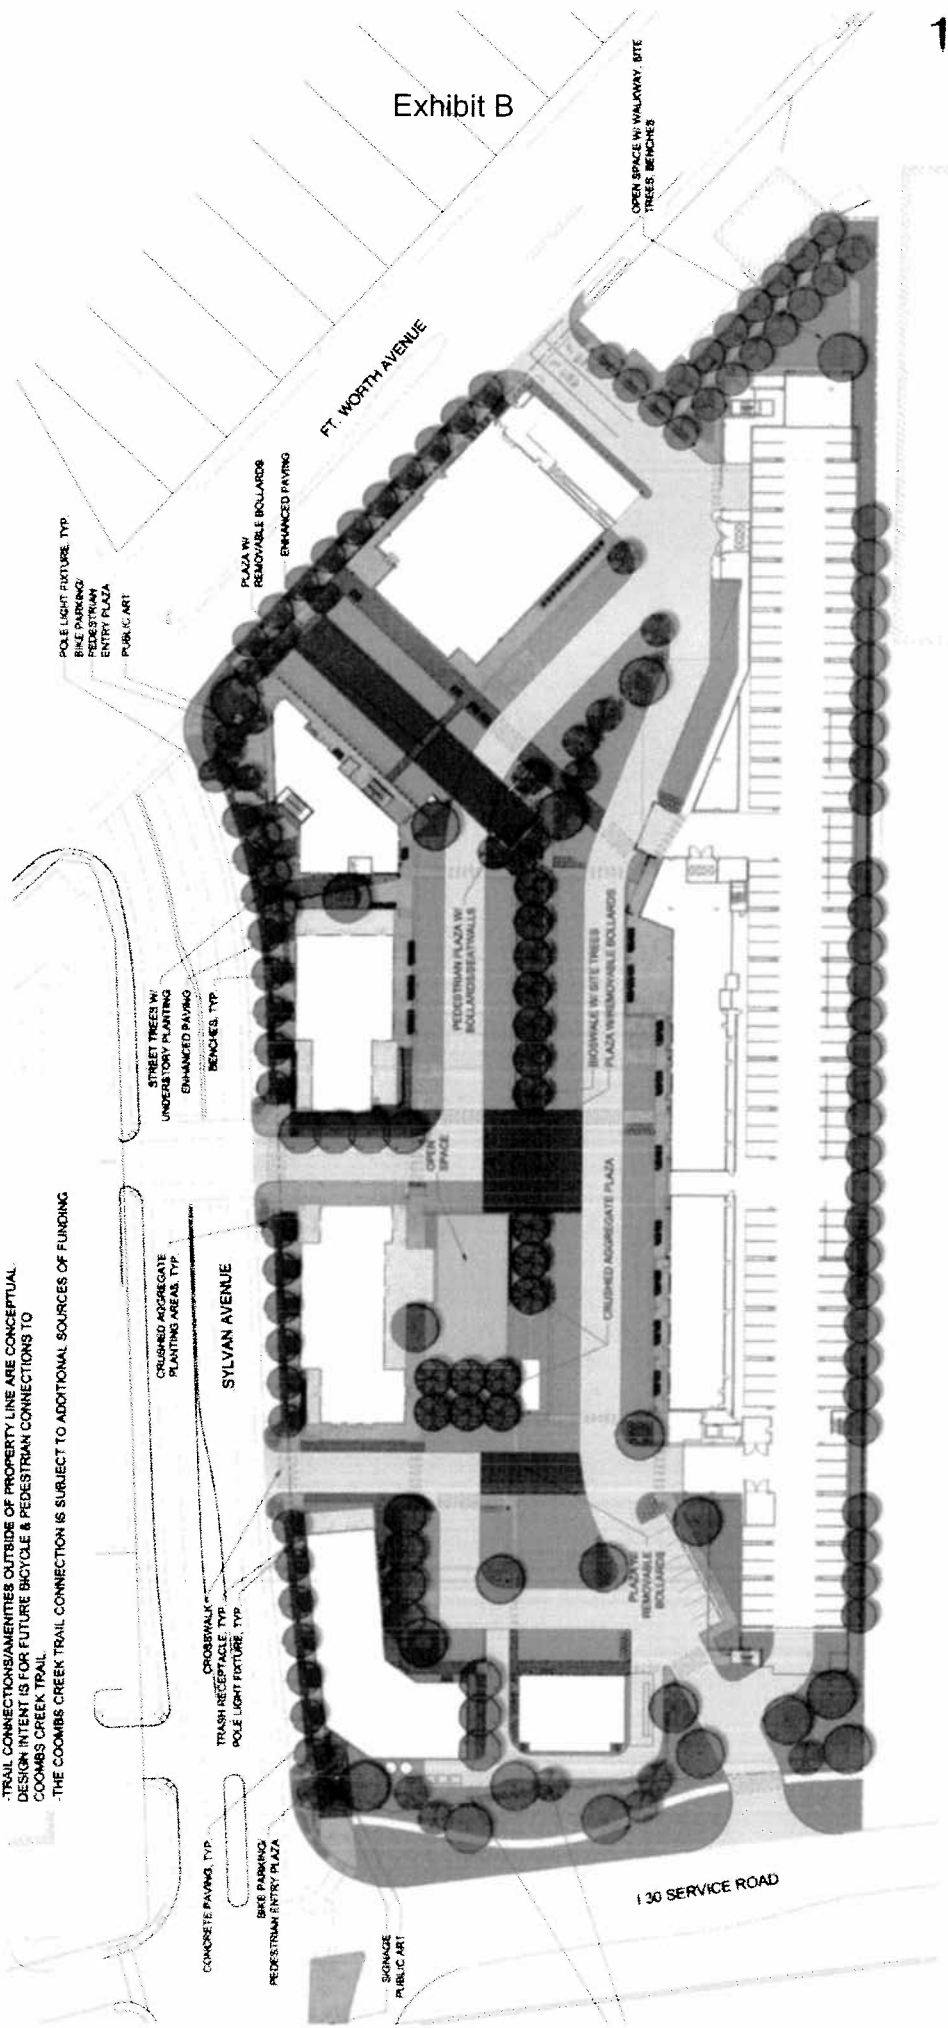 1
Exhibit B
OPEN SPACE W/ WALKWAY, SITE
TREES, BENCHES
FT. WORTH AVENUE
POLE LIGHT FIXTURE, TYP.
BIKE PARKING/
PEDESTRIAN
ENTRY PLAZA
PUBLIC ART
PLAZA W/
REMOVABLE BOLLARDS
ENHANCED PAVING
STREET TREES W/
UNDERSTORY PLANTING
ENHANCED PAVING
BENCHES, TYP.
PEDESTRIAN PLAZA W/
BOLLARDS/SEATWALLS
BIOSWALE W/ SITE TREES
PLAZA W/REMOVABLE BOLLARDS
OPEN
SPACE
CRUSHED AGGREGATE PLAZA
CRUSHED AGGREGATE
PLANTING AREAS, TYP.
SYLVAN AVENUE
-TRAIL CONNECTIONS/AMENITIES OUTSIDE OF PROPERTY LINE ARE CONCEPTUAL.
DESIGN INTENT IS FOR FUTURE BICYCLE & PEDESTRIAN CONNECTIONS TO
COOMBS CREEK TRAIL.
-THE COOMBS CREEK TRAIL CONNECTION IS SUBJECT TO ADDITIONAL SOURCES OF FUNDING
CROSSWALK
TRASH RECEPTACLE, TYP.
POLE LIGHT FIXTURE, TYP.
PLAZA W/
REMOVABLE
BOLLARDS
CONCRETE PAVING, TYP.
BIKE PARKING/
PEDESTRIAN ENTRY PLAZA
SIGNAGE
PUBLIC ART
I 30 SERVICE ROAD